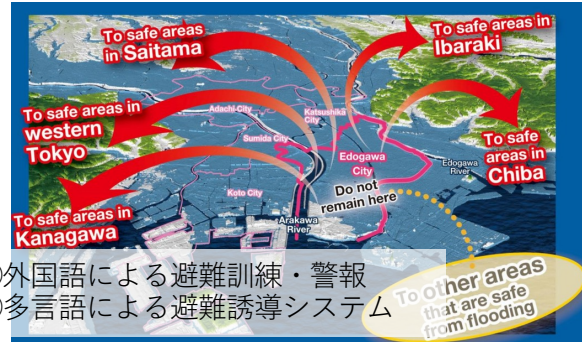 To safe areas
in Saitama
To safe areas in
Ibaraki
To safe areas in
western
Tokyo
Adachi City
Katsushika
City
Sumida City
Edogawa
City
Edogawa
River
To safe
areas in
Chiba
Do not
remain here
Koto City
To safe areas in
Kanagawa
Arakawa
River
外国語による避難訓練・警報
多言語による避難誘導システム
To other areas
that are safe
from flooding